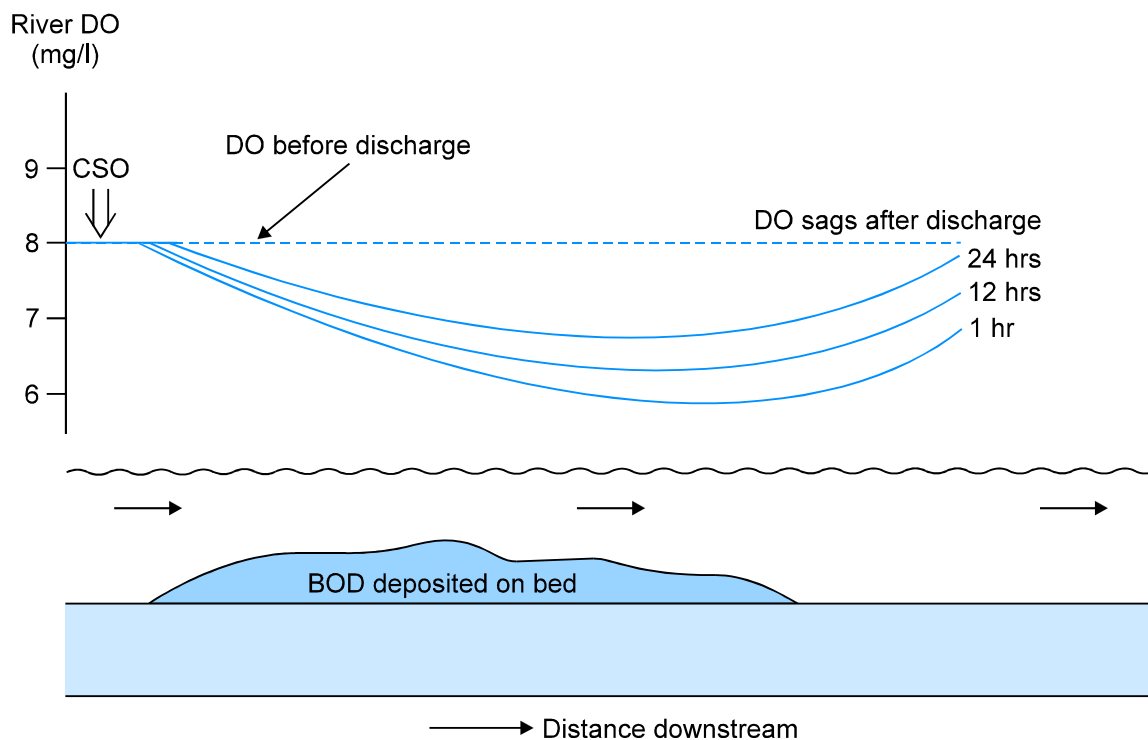 River DO
(mg/l)
DO before discharge
9
CSO
DO sags after discharge
8
24 hrs
12 hrs
7
1 hr
6
BOD deposited on bed
Distance downstream